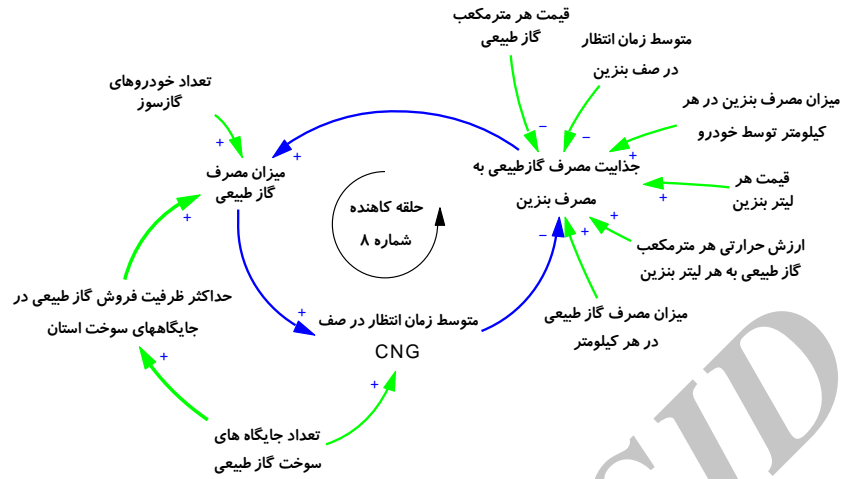 قیمت هر مترمکعب
گاز طبیعی
متوسط زمان انتظار
در صف بنزین
تعداد خودروهای
گازسوز
میزان مصرف بنزین در هر
کیلومتر توسط خودرو
جذابیت مصرف گازطبیعی به
مصرف بنزین
میزان مصرف
گاز طبیعی
قیمت هر
لیتر بنزین
حلقه کاهنده
شماره ۸
ارزش حرارتی هر مترمکعب
گاز طبیعی به هر لیتر بنزین
حداکثر ظرفیت فروش گاز طبیعی در
جایگاههای سوخت استان
میزان مصرف گاز طبیعی
در هر کیلومتر
متوسط زمان انتظار در صف
CNG
تعداد جایگاه های
سوخت گاز طبیعی
SID